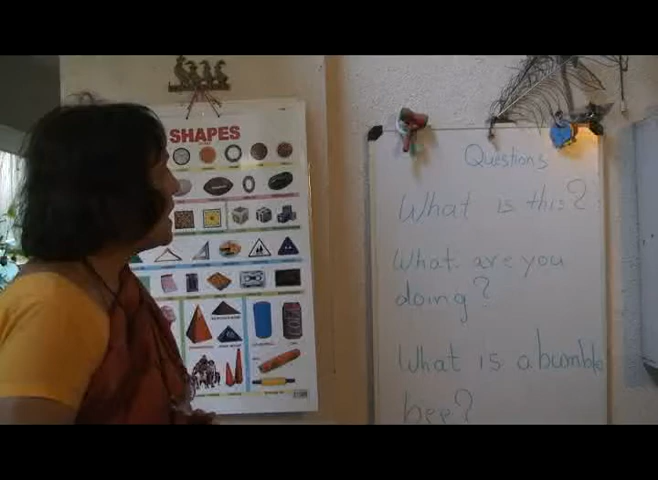 SHAPES
Questions
What is this?
What are you
doing?
What is a bumble
bee?